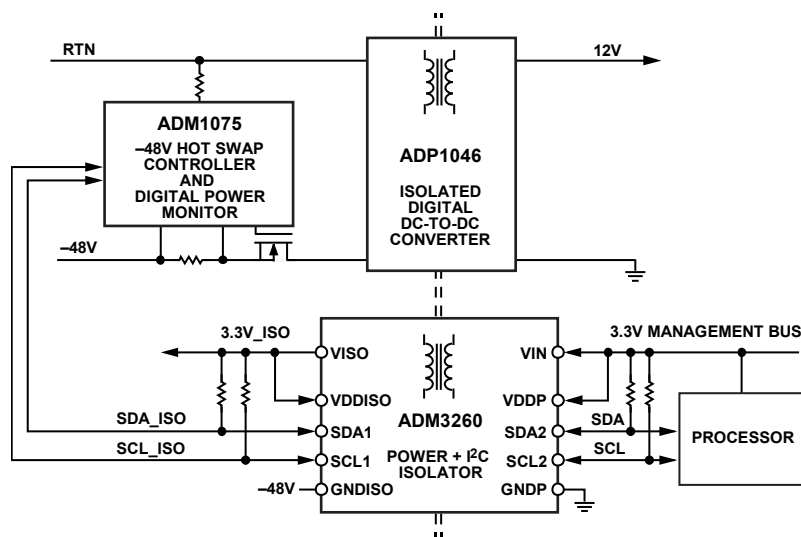 RTN
12V
ADM1075
–48V HOT SWAP
CONTROLLER
AND
DIGITAL POWER
MONITOR
ADP1046
ISOLATED
DIGITAL
DC-TO-DC
CONVERTER
–48V
3.3V_ISO
VISO
VIN
3.3V MANAGEMENT BUS
VDDISO
VDDP
ADM3260
SDA_ISO
SDA1
SDA2
SDA
PROCESSOR
POWER + I²C
ISOLATOR
SCL_ISO
SCL1
SCL2
SCL
–48V
GNDISO
GNDP